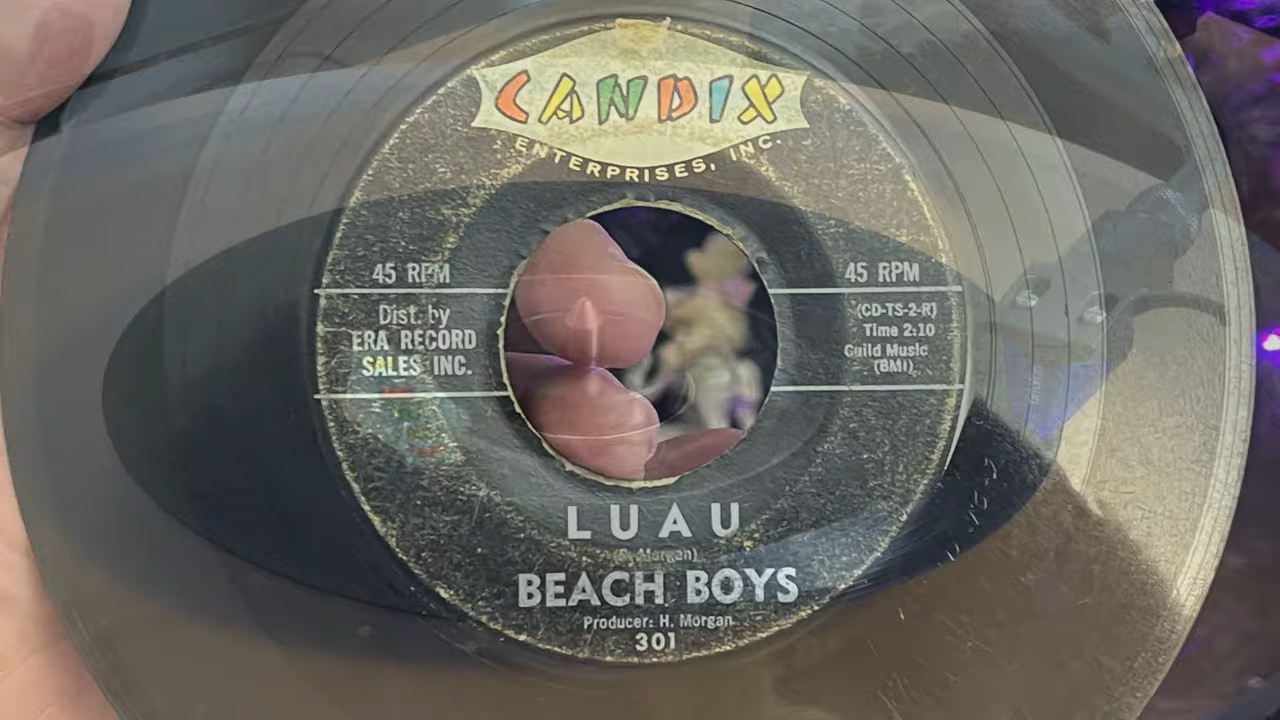 CANDIX
ENTERPRISES, INC.
45 RPM
Dist. by
ERA RECORD
SALES INC.
45 RPM
(CD-TS-2-R)
Time 2:10
Guild Music
(BMI)
LUAU
Morgan)
BEACH BOYS
Producer: H. Morgan
301